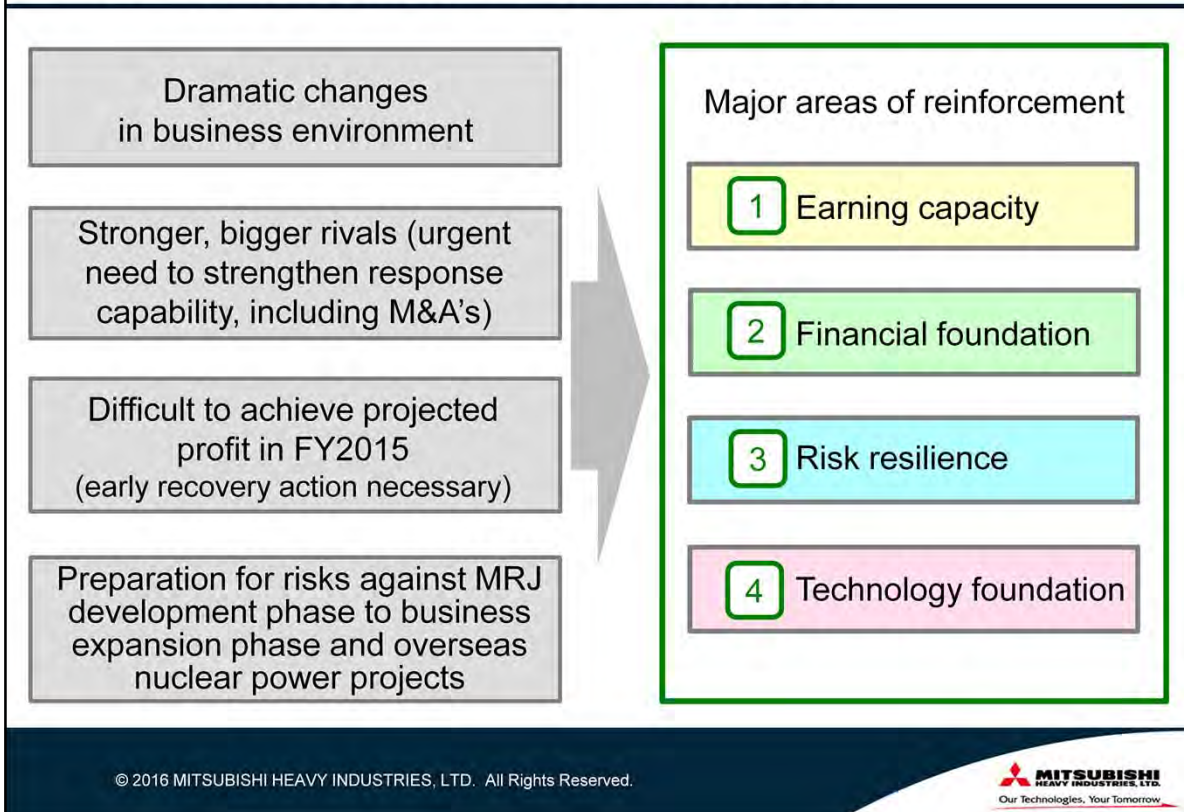 Dramatic changes
in business environment
Stronger, bigger rivals (urgent
need to strengthen response
capability, including M&A's)
Difficult to achieve projected
profit in FY2015
(early recovery action necessary)
Preparation for risks against MRJ
development phase to business
expansion phase and overseas
nuclear power projects
Major areas of reinforcement
1 Earning capacity
2 Financial foundation
3 Risk resilience
4 Technology foundation
© 2016 MITSUBISHI HEAVY INDUSTRIES, LTD. All Rights Reserved.
MITSUBISHI
HEAVY INDUSTRIES, LTD.
Our Technologies, Your Tomorrow